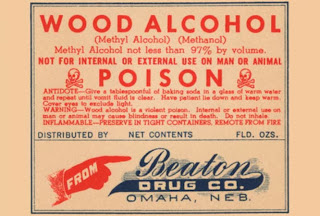 WOOD ALCOHOL
(Methyl Alcohol) (Methanol)
Methyl Alcohol not less than 97% by volume.
NOT FOR INTERNAL OR EXTERNAL USE ON MAN OR ANIMAL
POISON
ANTIDOTE—Give a tablespoonful of baking soda in a glass of warm water
and repeat until vomit fluid is clear. Have patient lie down and keep warm.
Cover eyes to exclude light.
WARNING—Wood alcohol is a violent poison. Internal or external use on
man or animal may cause blindness or result in death. Do not inhale.
INFLAMMABLE—PRESERVE IN TIGHT CONTAINERS, REMOTE FROM FIRE
DISTRIBUTED BY NET CONTENTS FLD. OZS.
FROM
Beaton
DRUG CO.
OMAHA, NEB.